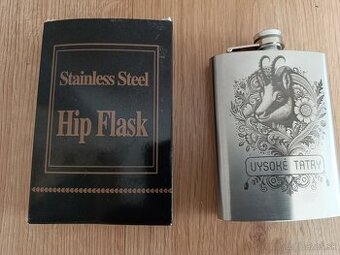 Stainless Steel
Hip Flask
VYSOKÉ TATRY